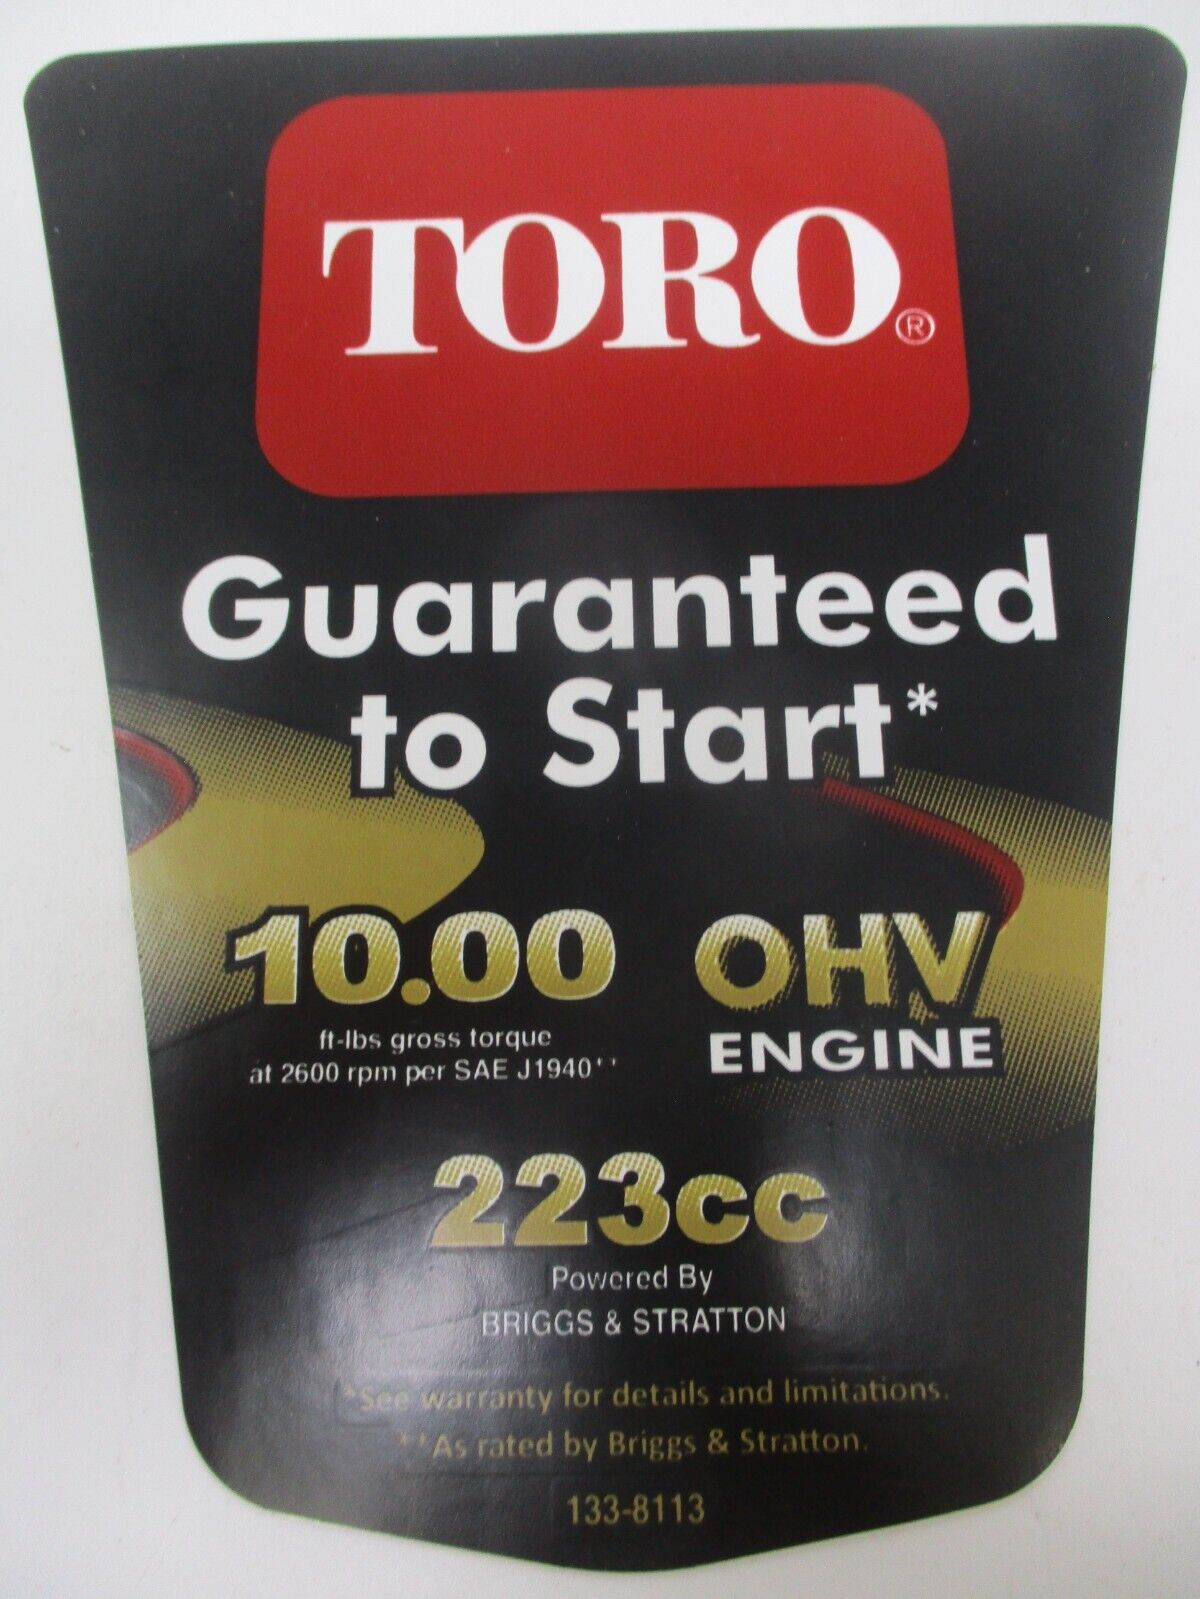 TORO®
Guaranteed
to Start*
10.00
ft-lbs gross torque
at 2600 rpm per SAE J1940**
OHV
ENGINE
223cc
Powered By
BRIGGS & STRATTON
*See warranty for details and limitations.
**As rated by Briggs & Stratton.
133-8113